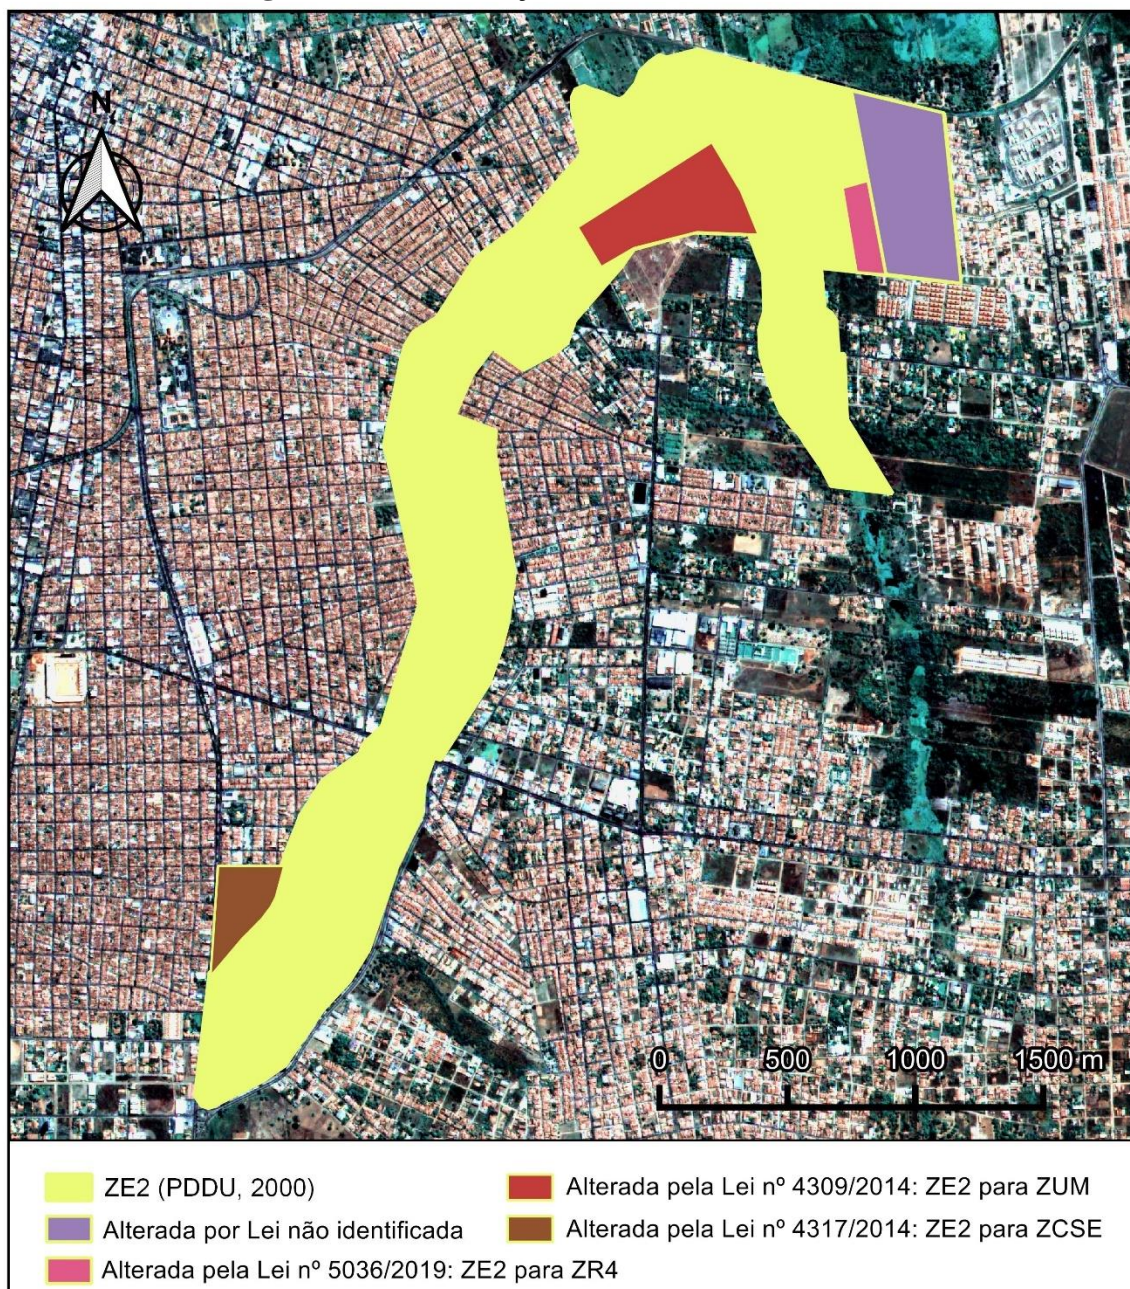 N
0 500 1000 1500 m
ZE2 (PDDU, 2000)
Alterada pela Lei nº 4309/2014: ZE2 para ZUM
Alterada por Lei não identificada
Alterada pela Lei nº 4317/2014: ZE2 para ZCSE
Alterada pela Lei nº 5036/2019: ZE2 para ZR4